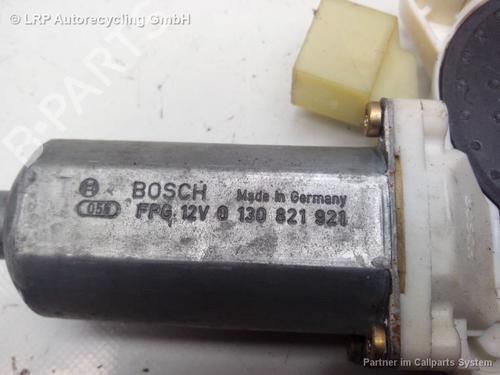 © LRP Autorecycling GmbH
BOSCH Made in Germany
056 FPG 12V 0 130 821 921
B-PARTS
Partner im Callparts System